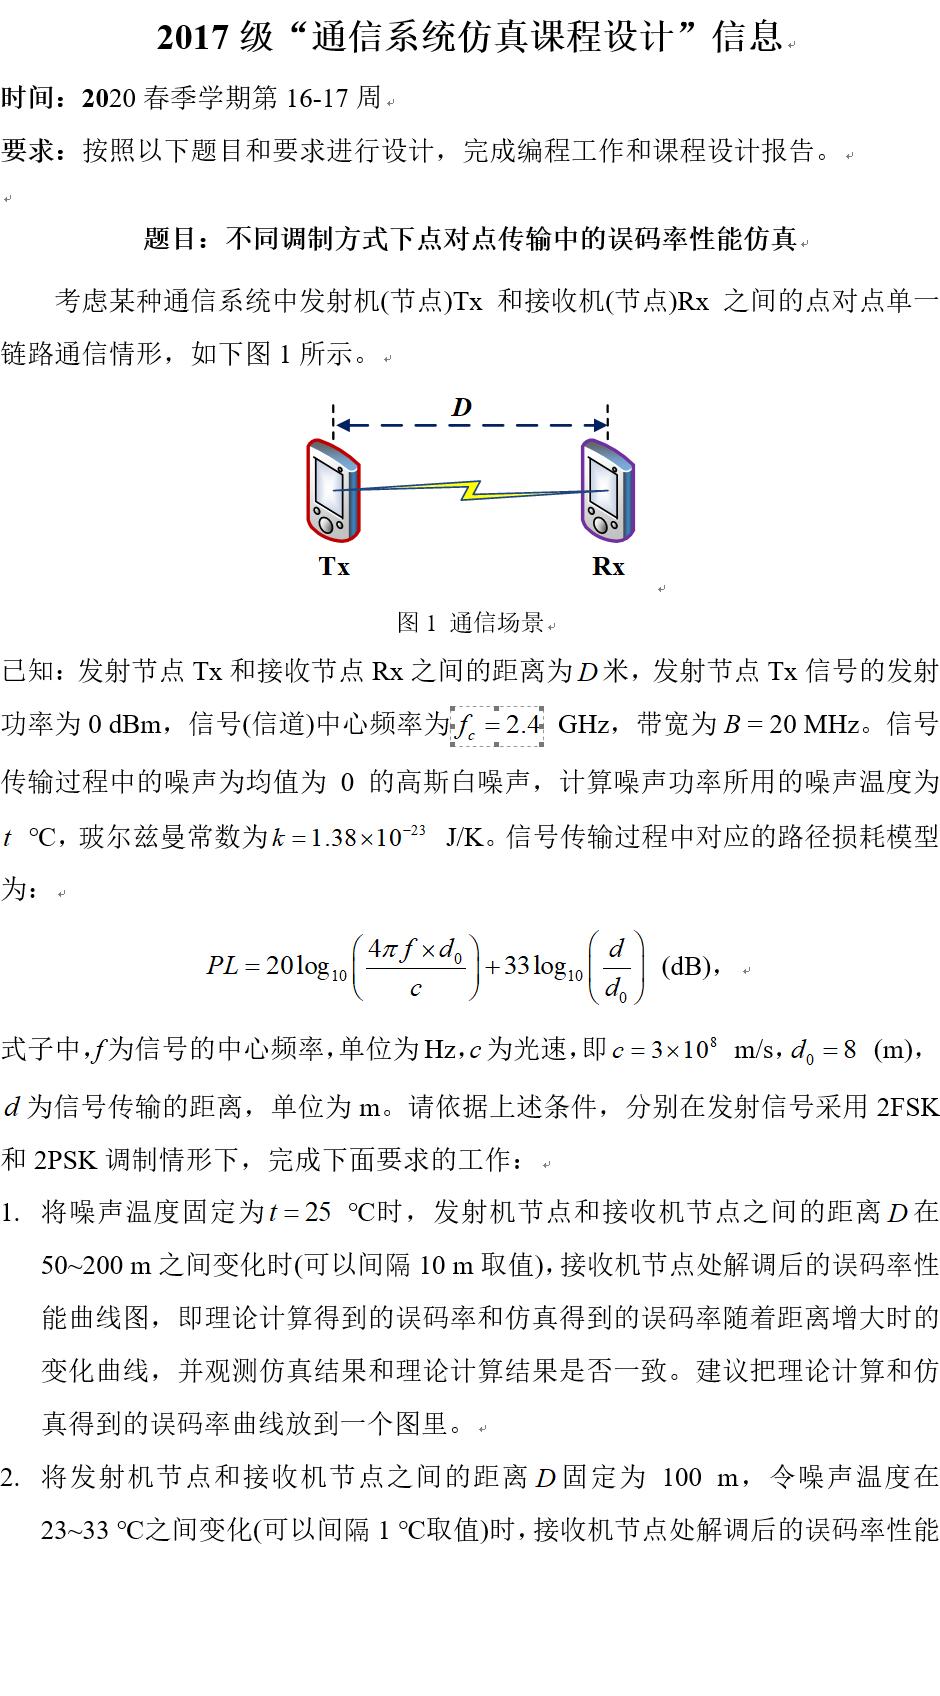 2017 级“通信系统仿真课程设计”信息
时间：2020 春季学期第 16-17 周
要求：按照以下题目和要求进行设计，完成编程工作和课程设计报告。
题目：不同调制方式下点对点传输中的误码率性能仿真
考虑某种通信系统中发射机(节点)Tx 和接收机(节点)Rx 之间的点对点单一
链路通信情形，如下图 1 所示。
D
Tx Rx
图 1 通信场景
已知：发射节点 Tx 和接收节点 Rx 之间的距离为 D 米，发射节点 Tx 信号的发射
功率为 0 dBm，信号(信道)中心频率为 f_c = 2.4 GHz，带宽为 B = 20 MHz。信号
传输过程中的噪声为均值为 0 的高斯白噪声，计算噪声功率所用的噪声温度为
t ℃，玻尔兹曼常数为 k = 1.38×10^{-23} J/K。信号传输过程中对应的路径损耗模型
为：
PL = 20log_{10}(4πf×d_0/c) + 33log_{10}(d/d_0) (dB)，
式子中，f 为信号的中心频率，单位为 Hz，c 为光速，即 c = 3×10^8 m/s，d_0 = 8 (m)，
d 为信号传输的距离，单位为 m。请依据上述条件，分别在发射信号采用 2FSK
和 2PSK 调制情形下，完成下面要求的工作：
1. 将噪声温度固定为 t = 25 ℃时，发射机节点和接收机节点之间的距离 D 在
50~200 m 之间变化时(可以间隔 10 m 取值)，接收机节点处解调后的误码率性
能曲线图，即理论计算得到的误码率和仿真得到的误码率随着距离增大时的
变化曲线，并观测仿真结果和理论计算结果是否一致。建议把理论计算和仿
真得到的误码率曲线放到一个图里。
2. 将发射机节点和接收机节点之间的距离 D 固定为 100 m，令噪声温度在
23~33 ℃之间变化(可以间隔 1 ℃取值)时，接收机节点处解调后的误码率性能